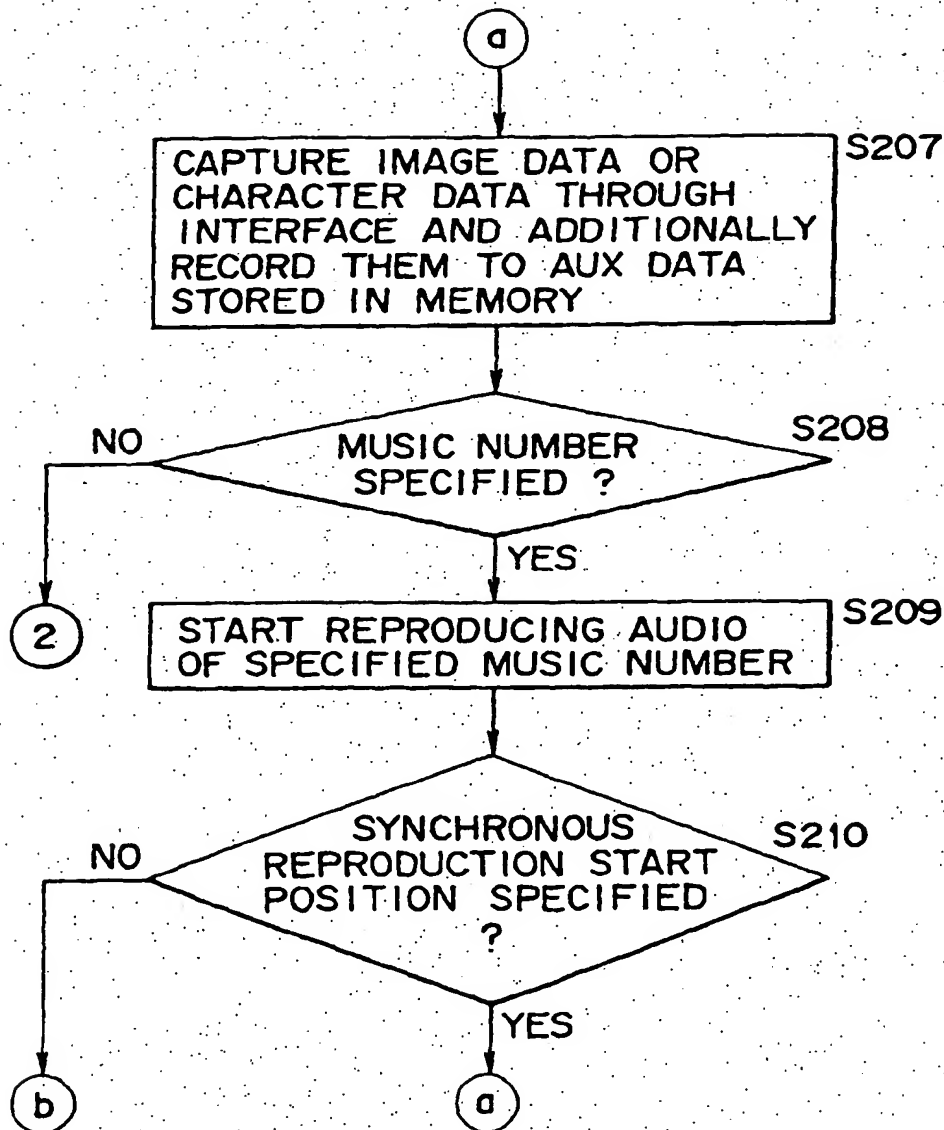 a
CAPTURE IMAGE DATA OR
CHARACTER DATA THROUGH
INTERFACE AND ADDITIONALLY
RECORD THEM TO AUX DATA
STORED IN MEMORY
S207
MUSIC NUMBER
SPECIFIED ?
S208
NO
YES
2
START REPRODUCING AUDIO
OF SPECIFIED MUSIC NUMBER
S209
SYNCHRONOUS
REPRODUCTION START
POSITION SPECIFIED
?
S210
NO
YES
b
a